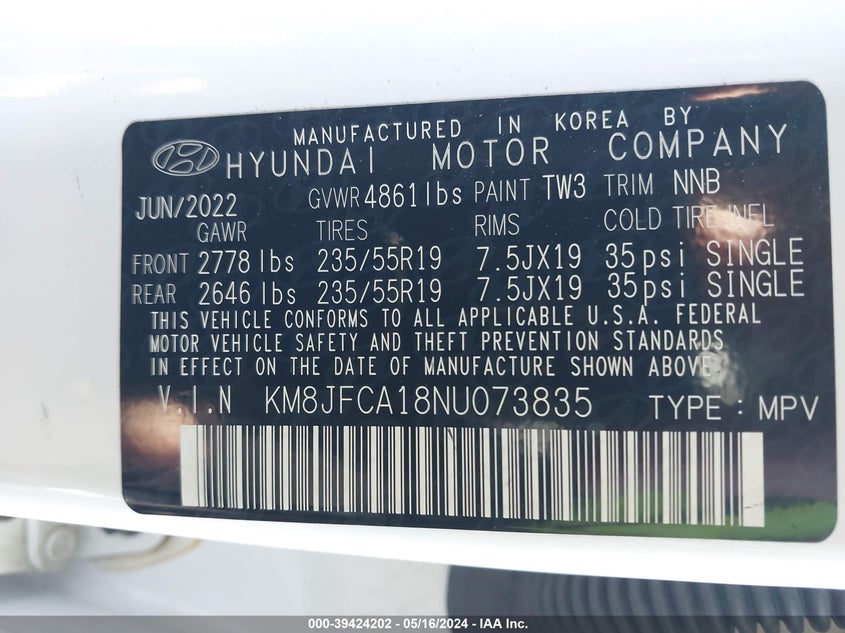 MANUFACTURED IN KOREA BY
HYUNDAI MOTOR COMPANY
JUN/2022 GVWR 4861lbs PAINT TW3 TRIM NNB
GAWR TIRES RIMS COLD TIRE INFL
FRONT 2778 lbs 235/55R19 7.5JX19 35psi SINGLE
REAR 2646 lbs 235/55R19 7.5JX19 35psi SINGLE
THIS VEHICLE CONFORMS TO ALL APPLICABLE U.S.A. FEDERAL
MOTOR VEHICLE SAFETY AND THEFT PREVENTION STANDARDS
IN EFFECT ON THE DATE OF MANUFACTURE SHOWN ABOVE.
V.I.N KM8JFCA18NU073835 TYPE : MPV
000-39424202 - 05/16/2024 - IAA Inc.